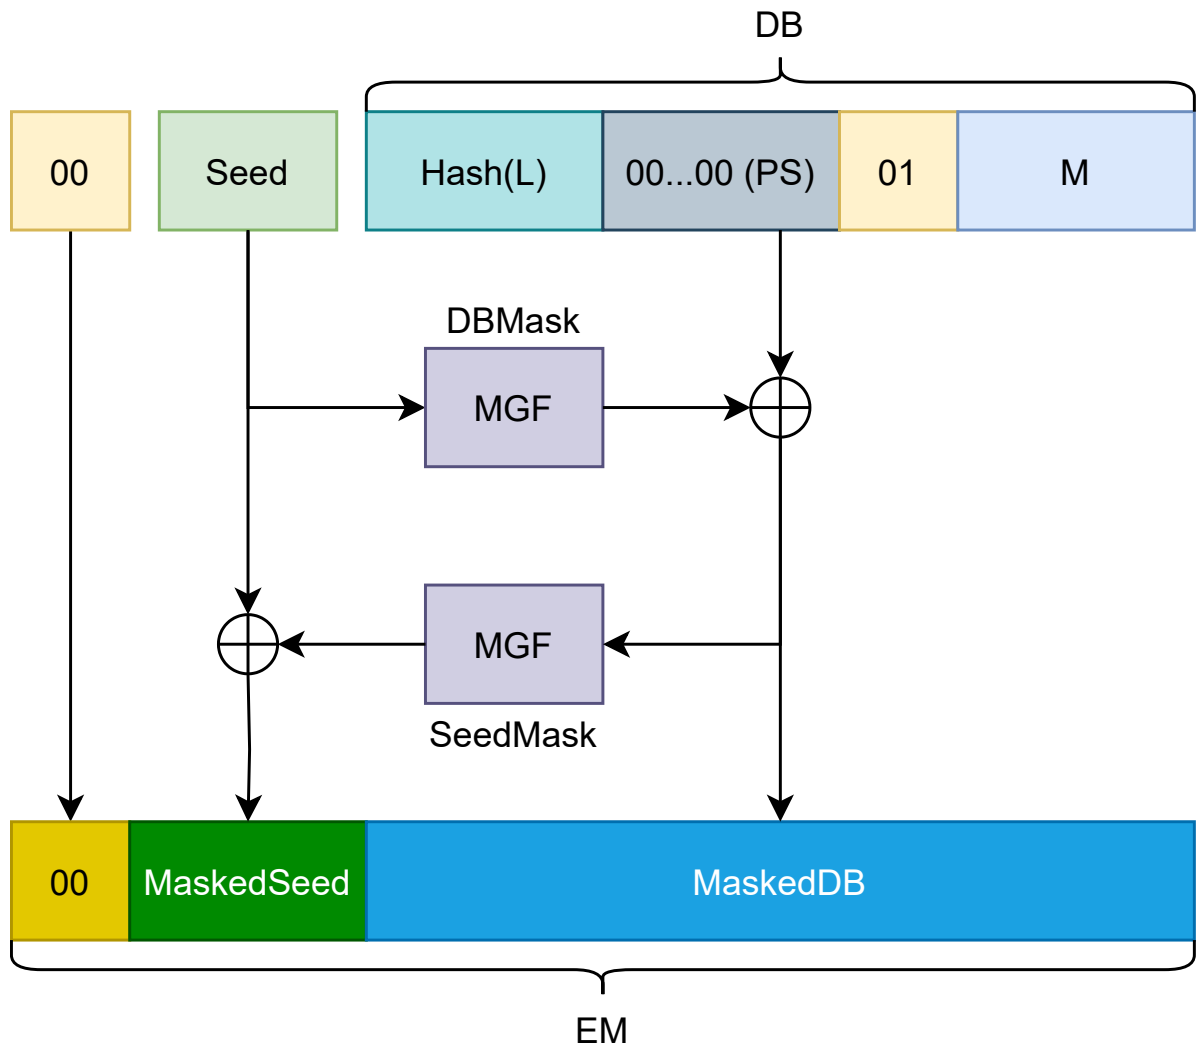 DB
00
Seed
Hash(L)
00...00 (PS)
01
M
DBMask
MGF
MGF
SeedMask
00
MaskedSeed
MaskedDB
EM